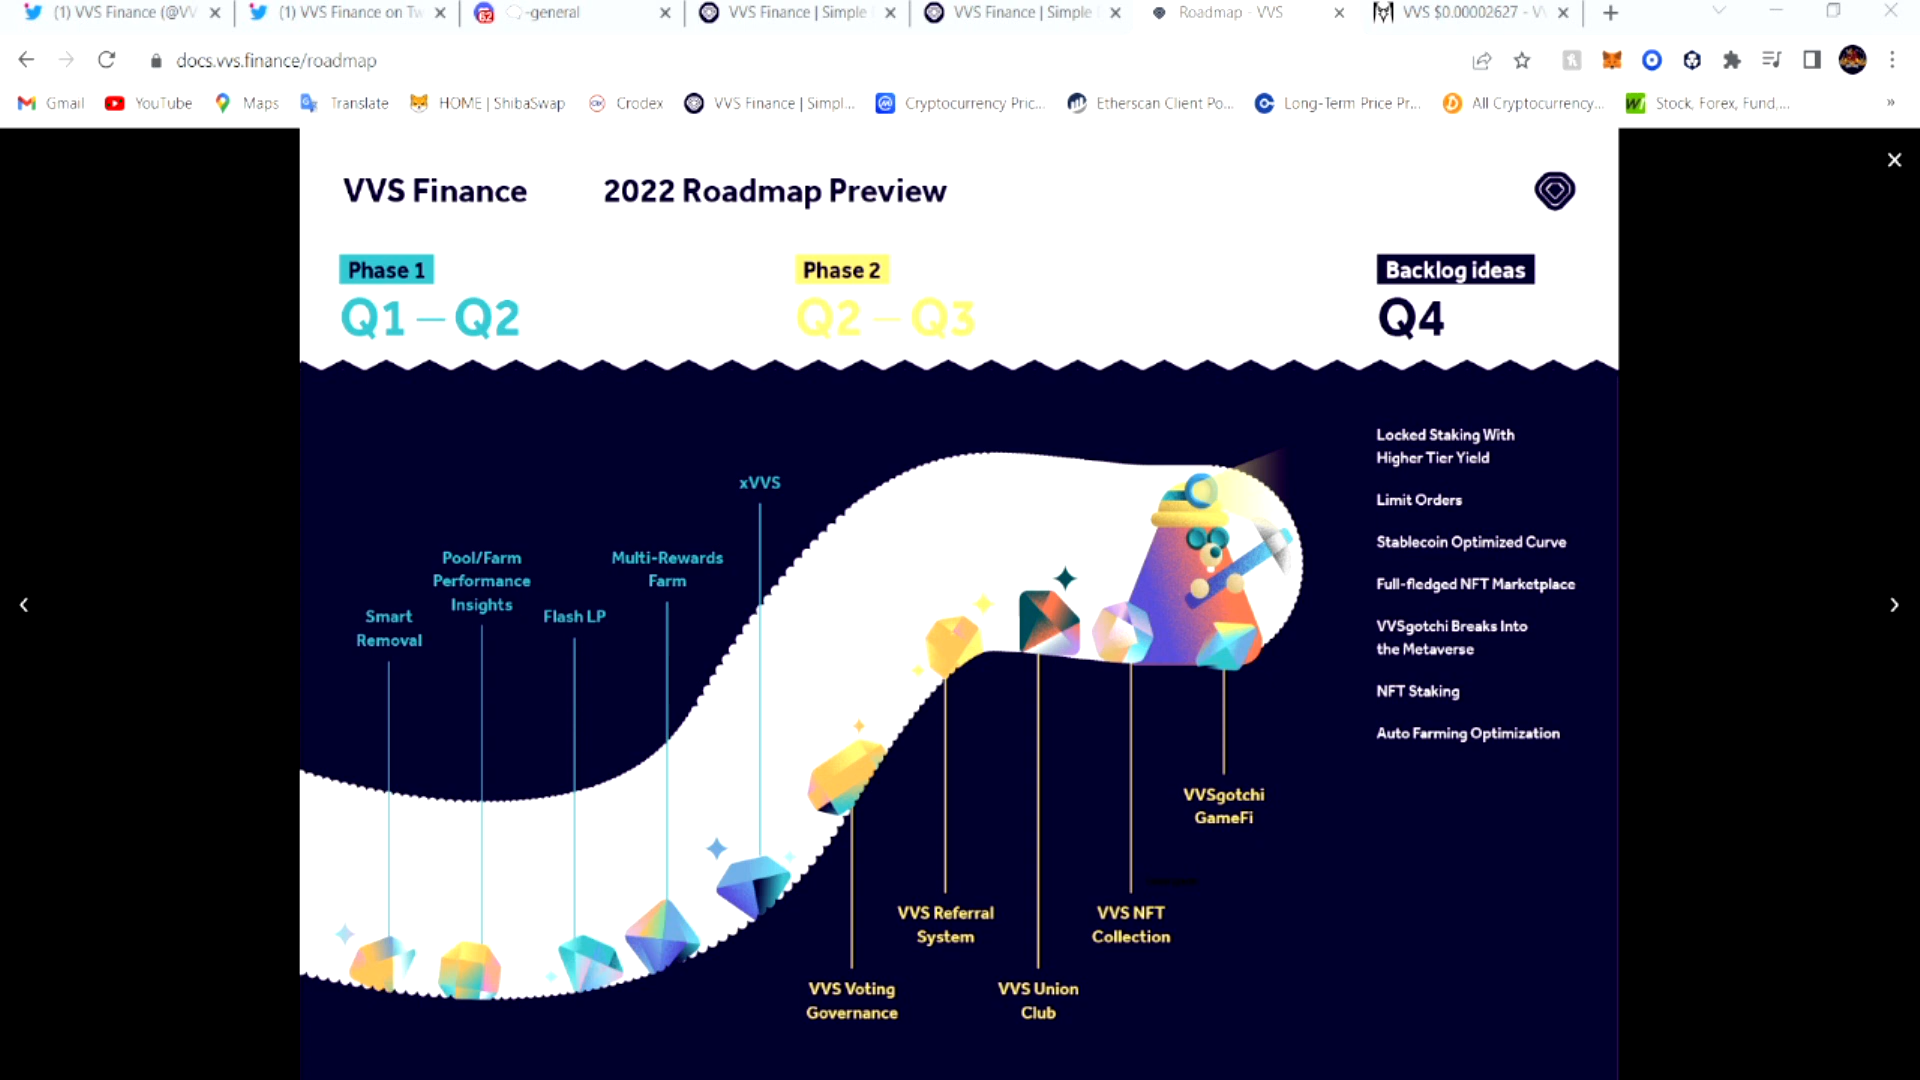 (1) VVS Finance (@VV
(1) VVS Finance on Tw
-general
VVS Finance | Simple
VVS Finance | Simple
Roadmap - VVS
VVS $0.00002627 - V
docs.vvs.finance/roadmap
Gmail
YouTube
Maps
Translate
HOME | ShibaSwap
Crodex
VVS Finance | Simpl...
Cryptocurrency Pric...
Etherscan Client Po...
Long-Term Price Pr...
All Cryptocurrency...
Stock, Forex, Fund,...
VVS Finance
2022 Roadmap Preview
Phase 1
Q1 — Q2
Phase 2
Q2 — Q3
Backlog ideas
Q4
Smart
Removal
Pool/Farm
Performance
Insights
Flash LP
Multi-Rewards
Farm
xVVS
VVS Voting
Governance
VVS Referral
System
VVS Union
Club
VVS NFT
Collection
VVSgotchi
GameFi
Locked Staking With
Higher Tier Yield
Limit Orders
Stablecoin Optimized Curve
Full-fledged NFT Marketplace
VVSgotchi Breaks Into
the Metaverse
NFT Staking
Auto Farming Optimization